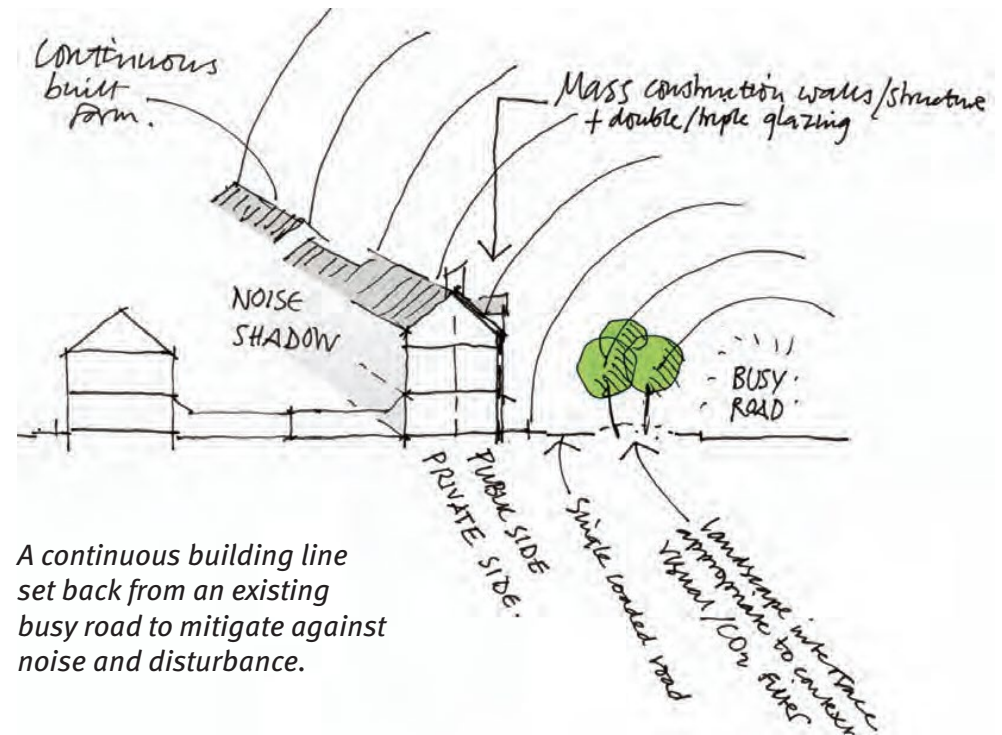 Continuous
built
form.
Mass construction walls/structure
+ double/triple glazing
NOISE
SHADOW
BUSY
ROAD
PUBLIC SIDE
PRIVATE SIDE.
Single loaded road
Landscape interface
appropriate to context
visual/CO2
filter
A continuous building line
set back from an existing
busy road to mitigate against
noise and disturbance.